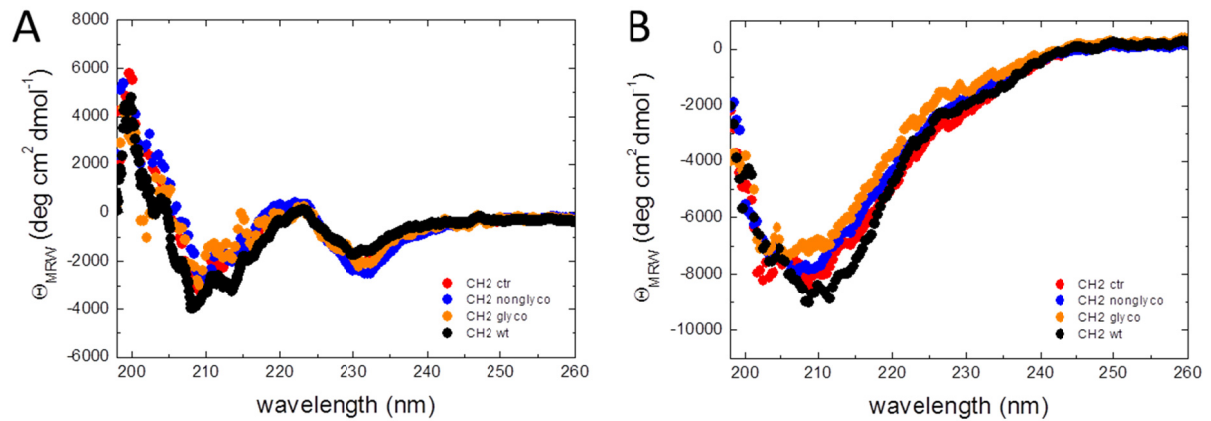 A
8000
6000
4000
2000
0
-2000
-4000
-6000
ΘMRW (deg cm² dmol⁻¹)
CH2 ctr
CH2 nonglyco
CH2 glyco
CH2 wt
200 210 220 230 240 250 260
wavelength (nm)
B
0
-2000
-4000
-6000
-8000
-10000
ΘMRW (deg cm² dmol⁻¹)
CH2 ctr
CH2 nonglyco
CH2 glyco
CH2 wt
200 210 220 230 240 250 260
wavelength (nm)